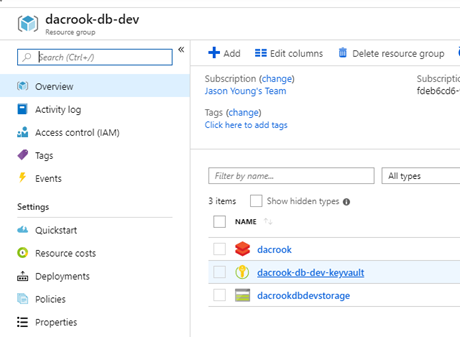 dacrook-db-dev
Resource group
Search (Ctrl+/)
«
Overview
Activity log
Access control (IAM)
Tags
Events
Settings
Quickstart
Resource costs
Deployments
Policies
Properties
Add
Edit columns
Delete resource group
Subscription (change)
Jason Young's Team
Tags (change)
Click here to add tags
Filter by name...
All types
3 items
Show hidden types
NAME
dacrook
dacrook-db-dev-keyvault
dacrookdbdevstorage